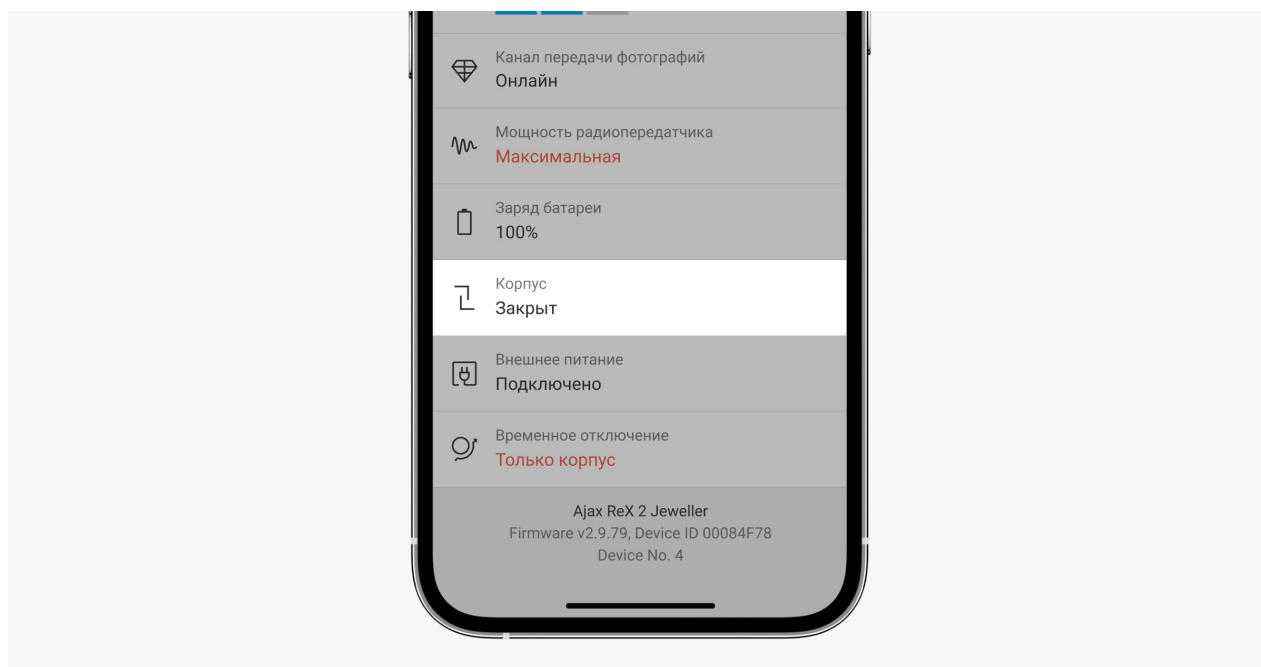 Канал передачи фотографий
Онлайн
Мощность радиопередатчика
Максимальная
Заряд батареи
100%
Корпус
Закрыт
Внешнее питание
Подключено
Временное отключение
Только корпус
Ajax ReX 2 Jeweller
Firmware v2.9.79, Device ID 00084F78
Device No. 4